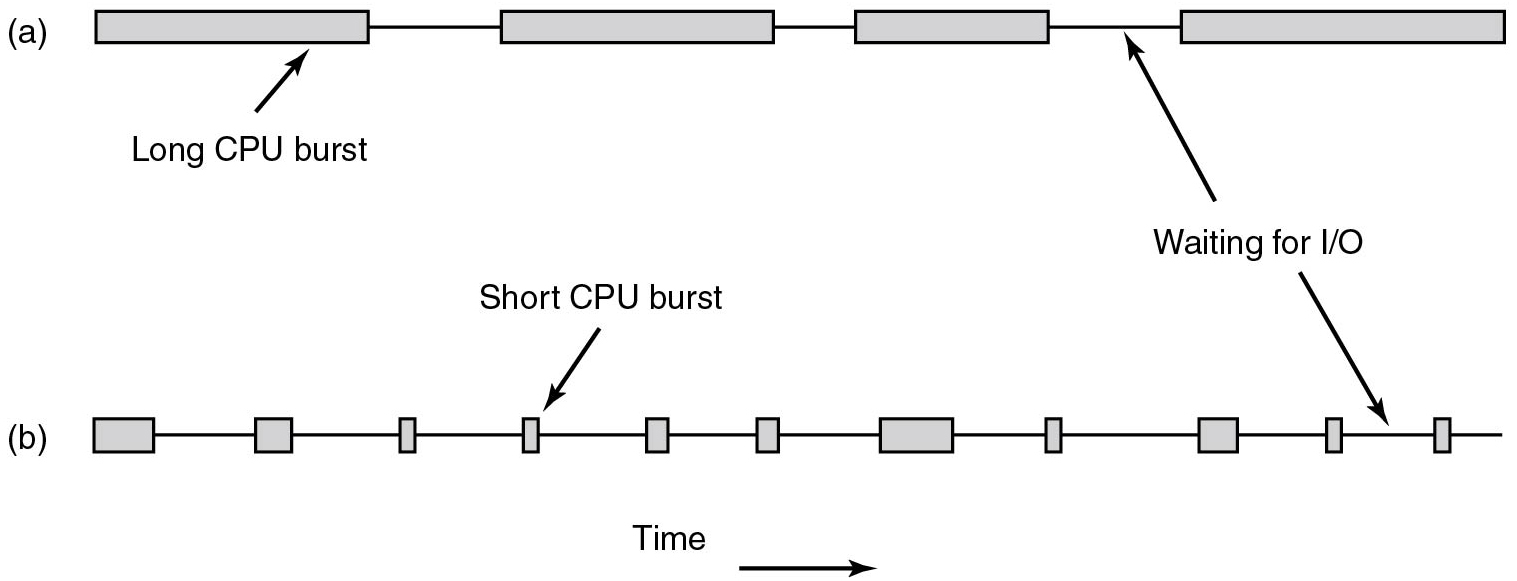 (a)
Long CPU burst
Waiting for I/O
Short CPU burst
(b)
Time